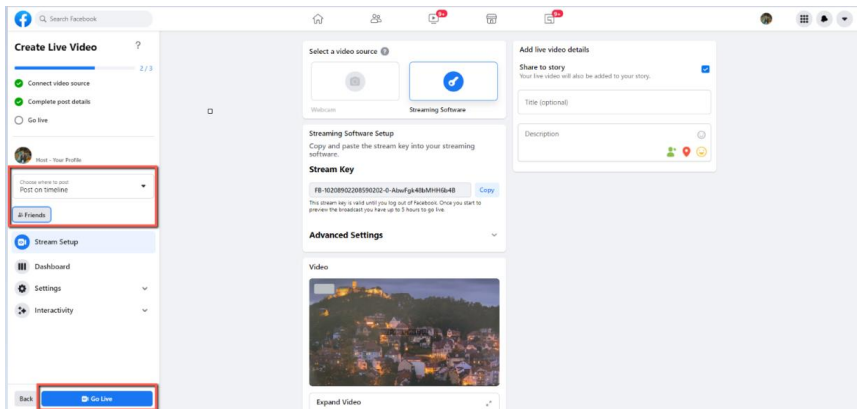 Search Facebook
9+
9+
Create Live Video
?
2 / 3
Connect video source
Complete post details
Go live
Host - Your Profile
Choose where to post
Post on timeline
Friends
Stream Setup
Dashboard
Settings
Interactivity
Back
Go Live
Select a video source
Webcam
Streaming Software
Streaming Software Setup
Copy and paste the stream key into your streaming
software.
Stream Key
FB-10208902208590202-0-AbwFgk48bMHH6b4B
Copy
This stream key is valid until you log out of Facebook. Once you start to
preview the broadcast you have up to 5 hours to go live.
Advanced Settings
Video
Expand Video
Add live video details
Share to story
Your live video will also be added to your story.
Title (optional)
Description